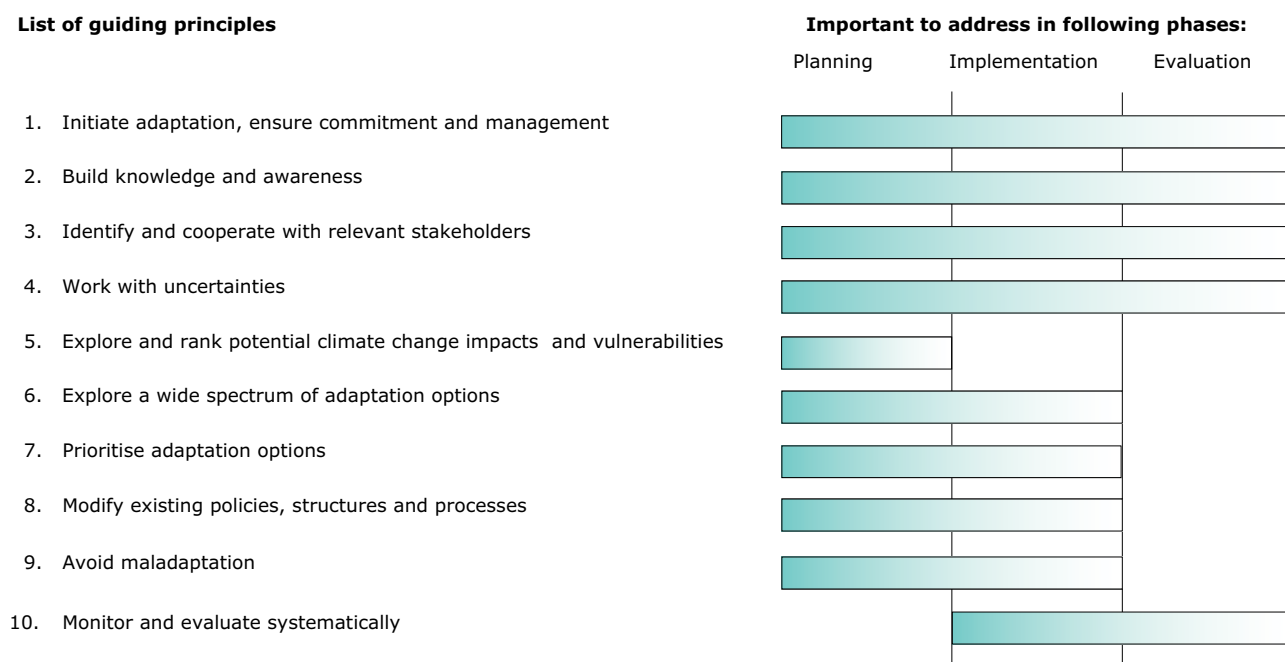 List of guiding principles
Important to address in following phases:
Planning Implementation Evaluation
1. Initiate adaptation, ensure commitment and management
2. Build knowledge and awareness
3. Identify and cooperate with relevant stakeholders
4. Work with uncertainties
5. Explore and rank potential climate change impacts  and vulnerabilities
6. Explore a wide spectrum of adaptation options
7. Prioritise adaptation options
8. Modify existing policies, structures and processes
9. Avoid maladaptation
10. Monitor and evaluate systematically